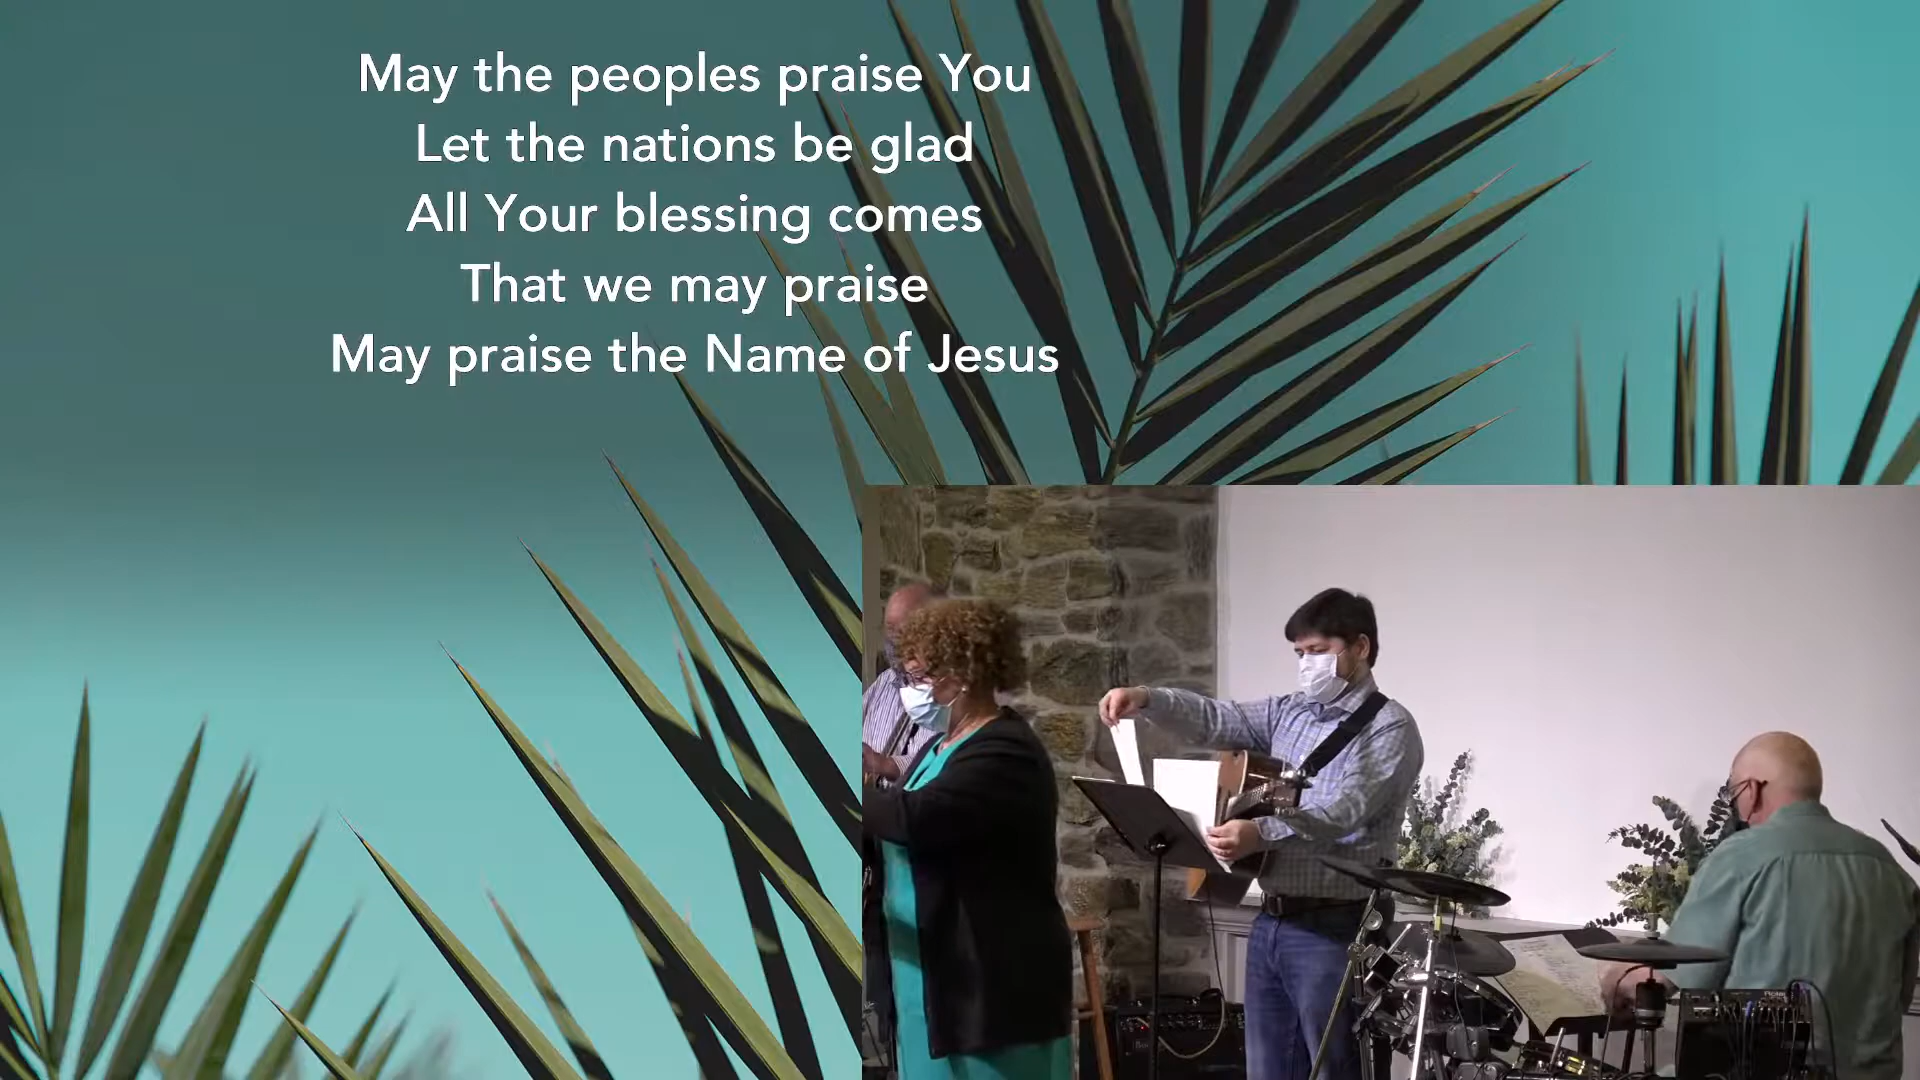 May the peoples praise You
Let the nations be glad
All Your blessing comes
That we may praise
May praise the Name of Jesus
Roland